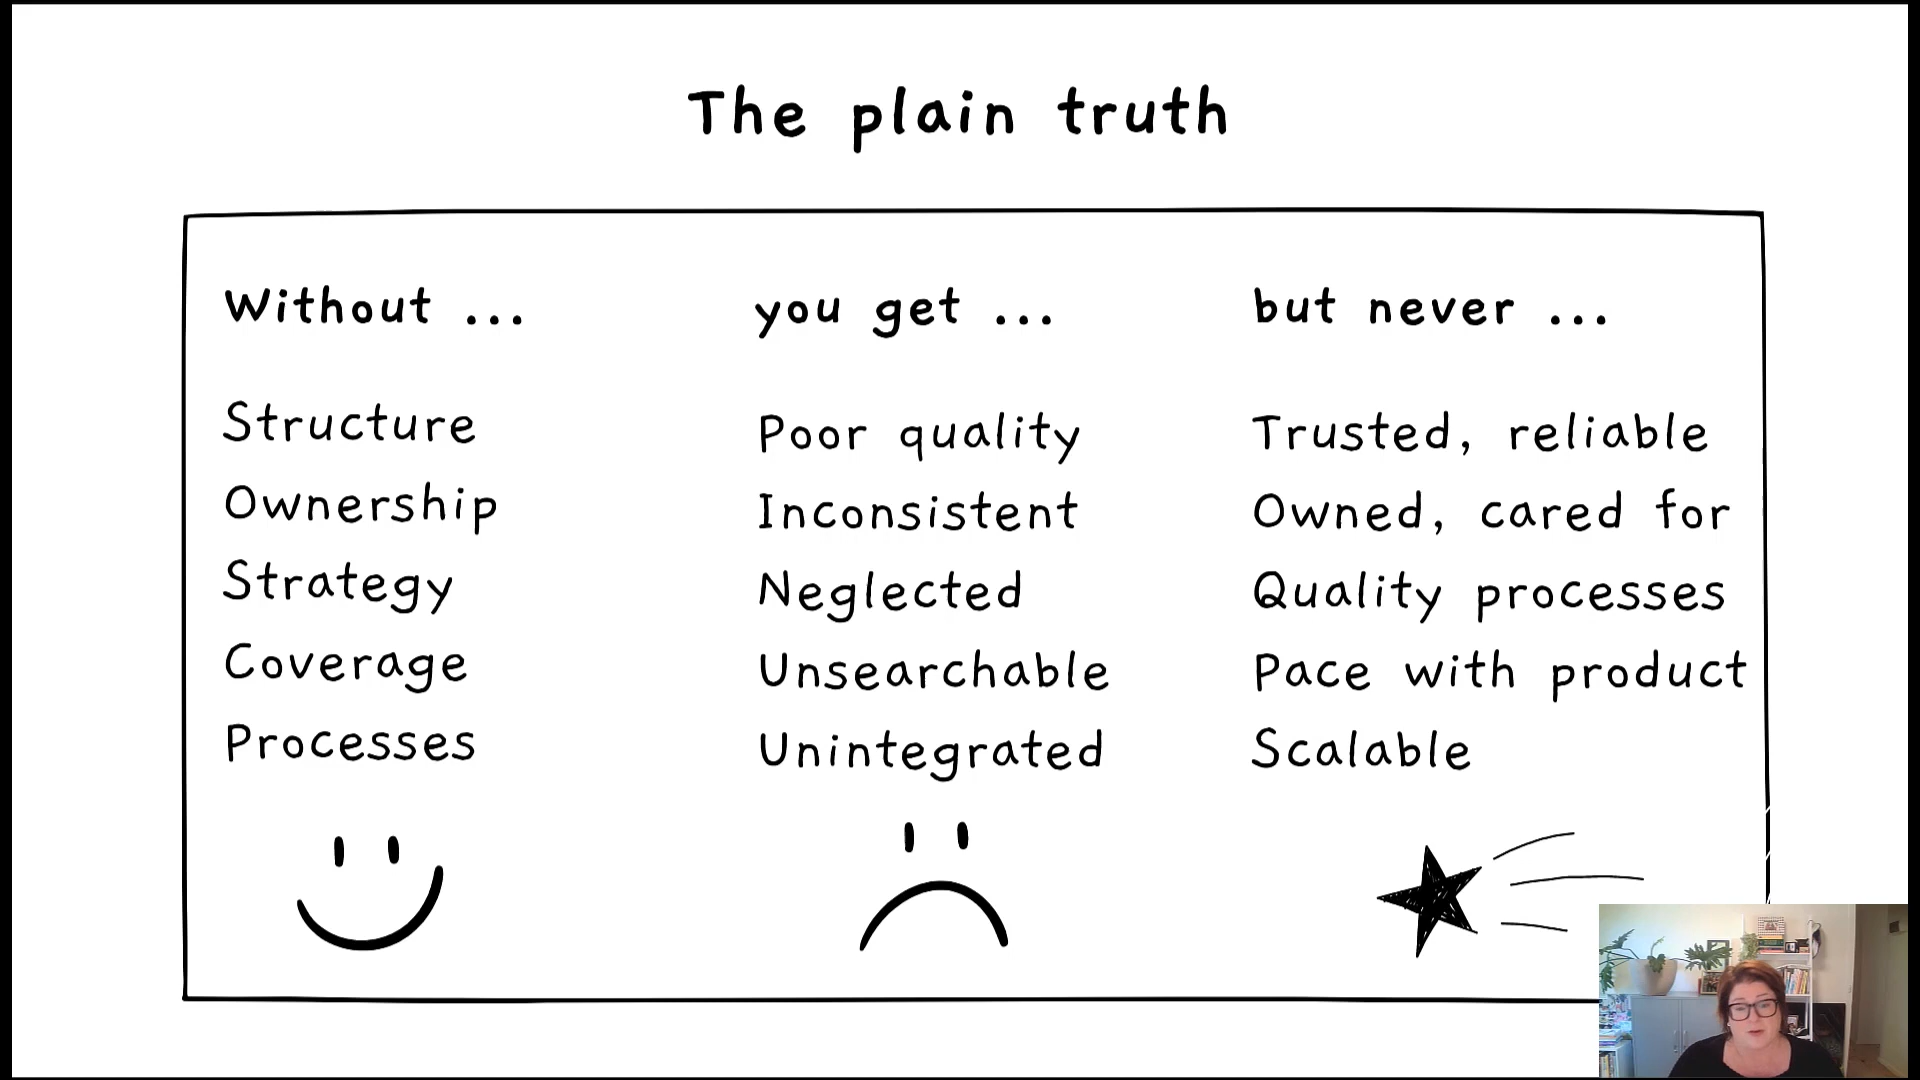 The plain truth
Without ...
Structure
Ownership
Strategy
Coverage
Processes
you get ...
Poor quality
Inconsistent
Neglected
Unsearchable
Unintegrated
but never ...
Trusted, reliable
Owned, cared for
Quality processes
Pace with product
Scalable